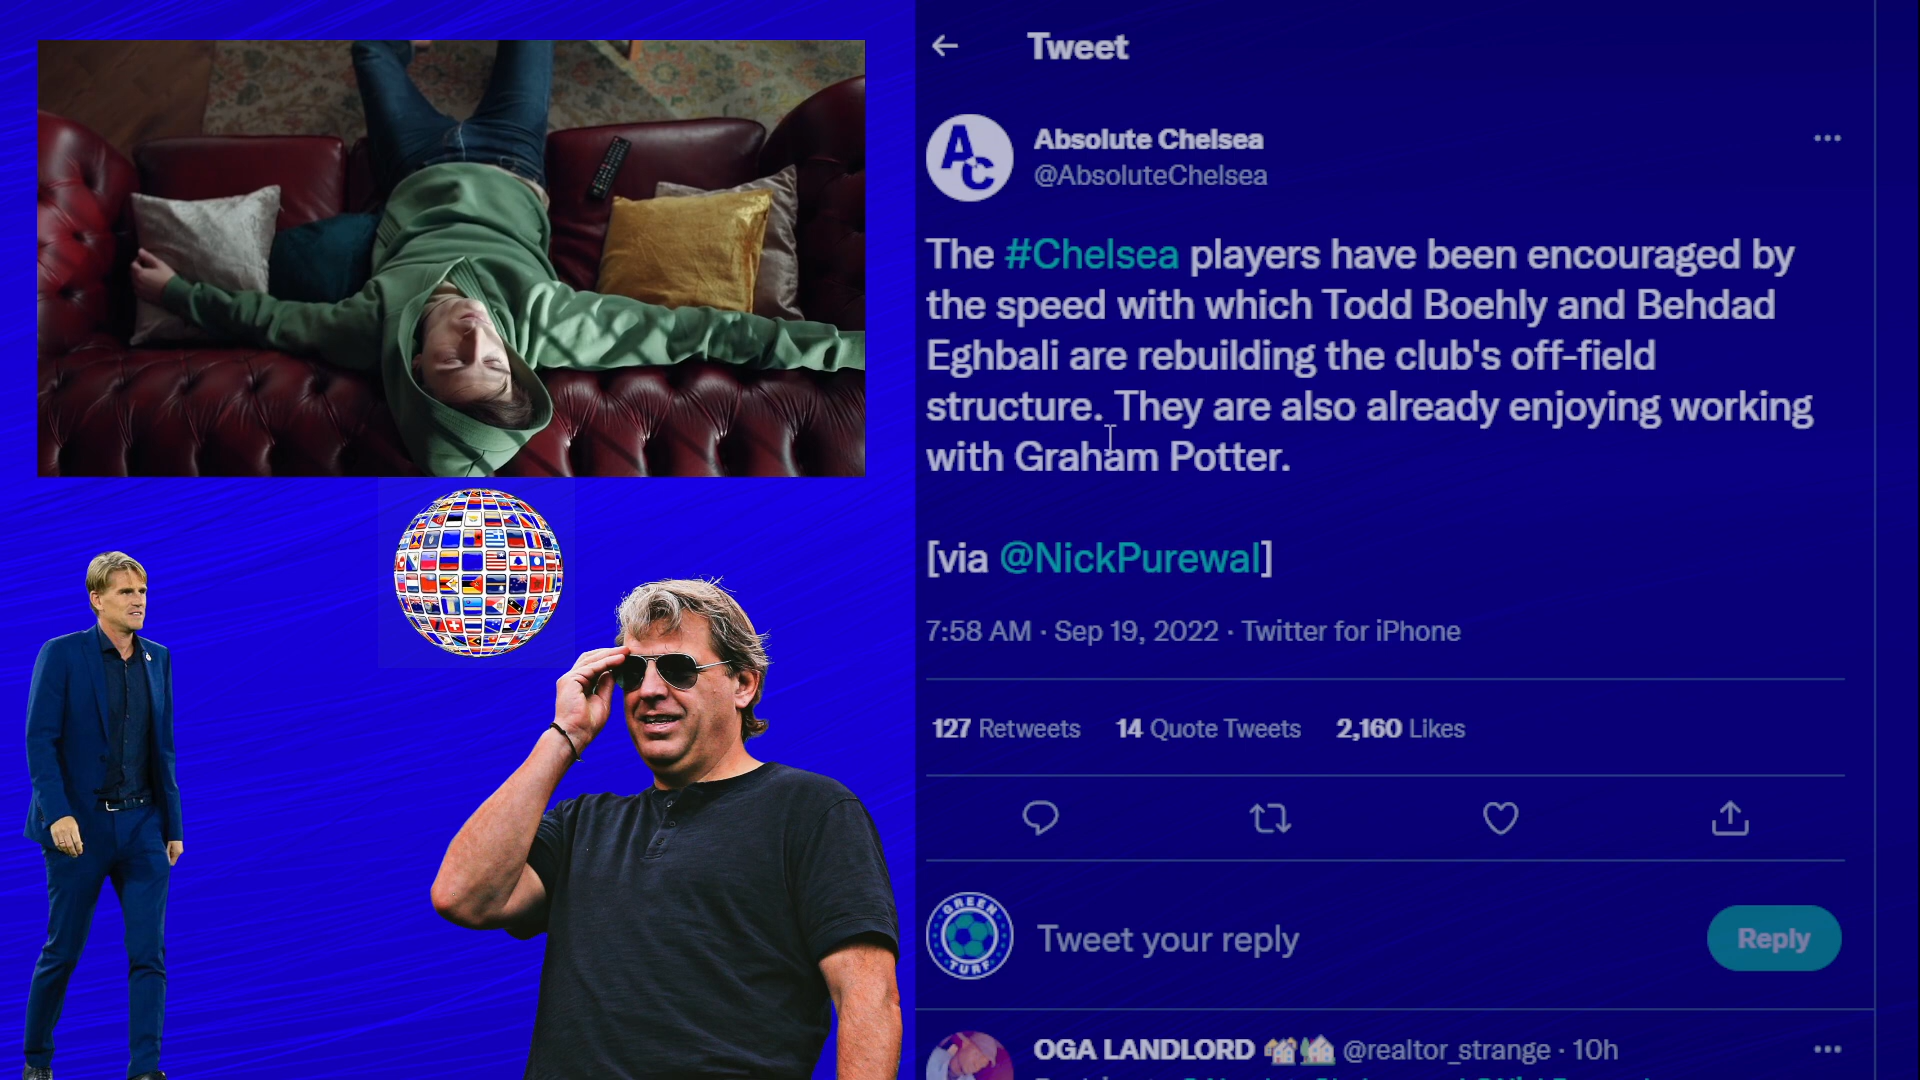 Tweet
AC
Absolute Chelsea
@AbsoluteChelsea
The #Chelsea players have been encouraged by
the speed with which Todd Boehly and Behdad
Eghbali are rebuilding the club's off-field
structure. They are also already enjoying working
with Graham Potter.
[via @NickPurewal]
7:58 AM · Sep 19, 2022 · Twitter for iPhone
127 Retweets 14 Quote Tweets 2,160 Likes
GREEN
TURF
Tweet your reply
Reply
OGA LANDLORD @realtor_strange · 10h